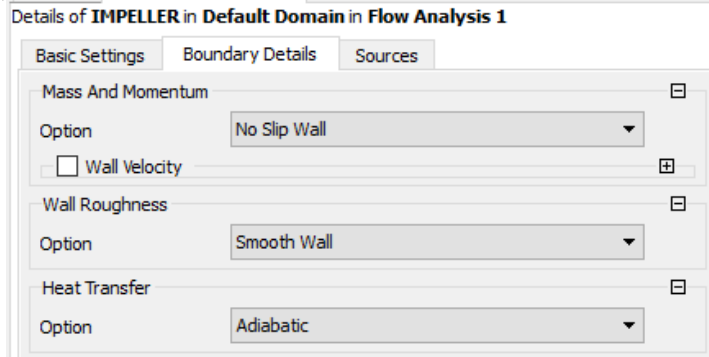 Details of IMPELLER in Default Domain in Flow Analysis 1
Basic Settings Boundary Details Sources
Mass And Momentum
Option No Slip Wall
Wall Velocity
Wall Roughness
Option Smooth Wall
Heat Transfer
Option Adiabatic